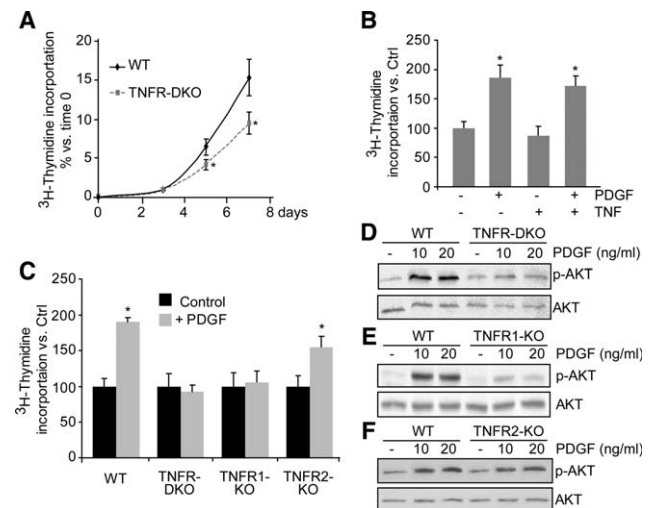 A
³H-Thymidine incorportation
% vs. time 0
20
15
10
5
0
WT
TNFR-DKO
*
*
0 2 4 6 8 days
B
³H-Thymidine
incorportaion vs. Ctrl
250
200
150
100
50
0
* *
- + - + PDGF
- - + + TNF
C
³H-Thymidine
incorportaion vs. Ctrl
250
200
150
100
50
0
Control
+ PDGF
* *
WT TNFR- TNFR1- TNFR2-
DKO KO KO
D
WT TNFR-DKO
- 10 20 - 10 20 PDGF (ng/ml)
p-AKT
AKT
E
WT TNFR1-KO
- 10 20 - 10 20 PDGF (ng/ml)
p-AKT
AKT
F
WT TNFR2-KO
- 10 20 - 10 20 PDGF (ng/ml)
p-AKT
AKT